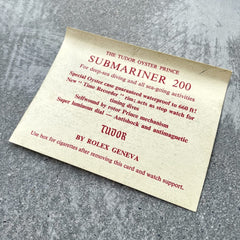 THE TUDOR OYSTER PRINCE
SUBMARINER 200
For deep-sea diving and all sea-going activities
Special Oyster case guaranteed waterproof to 660 ft!
New "Time Recorder" rim; acts as stop watch for
timing dives
Selfwound by rotor Prince mechanism
Super luminous dial — Antishock and antimagnetic
TUDOR
BY ROLEX GENEVA
Use box for cigarettes after removing this card and watch support.